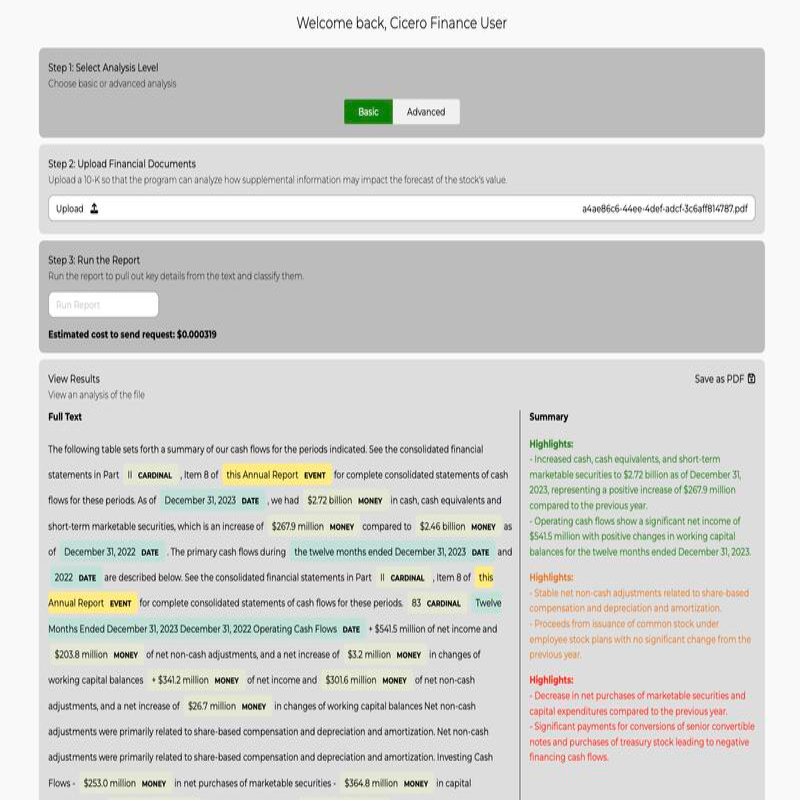 Welcome back, Cicero Finance User
Step 1: Select Analysis Level
Choose basic or advanced analysis
Basic
Advanced
Step 2: Upload Financial Documents
Upload a 10-K so that the program can analyze how supplemental information may impact the forecast of the stock's value.
Upload
a4ae86c6-44ee-4def-adcf-3c6aff814787.pdf
Step 3: Run the Report
Run the report to pull out key details from the text and classify them.
Run Report
Estimated cost to send request: $0.000319
View Results
Save as PDF
View an analysis of the file
Full Text
The following table sets forth a summary of our cash flows for the periods indicated. See the consolidated financial
statements in Part II CARDINAL , Item 8 of this Annual Report EVENT for complete consolidated statements of cash
flows for these periods. As of December 31, 2023 DATE , we had $2.72 billion MONEY in cash, cash equivalents and
short-term marketable securities, which is an increase of $267.9 million MONEY compared to $2.46 billion MONEY as
of December 31, 2022 DATE . The primary cash flows during the twelve months ended December 31, 2023 DATE and
2022 DATE are described below. See the consolidated financial statements in Part II CARDINAL , Item 8 of this
Annual Report EVENT for complete consolidated statements of cash flows for these periods. 83 CARDINAL Twelve
Months Ended December 31, 2023 December 31, 2022 Operating Cash Flows DATE + $541.5 million of net income and
$203.8 million MONEY of net non-cash adjustments, and a net increase of $3.2 million MONEY in changes of
working capital balances + $341.2 million MONEY of net income and $301.6 million MONEY of net non-cash
adjustments, and a net increase of $26.7 million MONEY in changes of working capital balances Net non-cash
adjustments were primarily related to share-based compensation and depreciation and amortization. Net non-cash
adjustments were primarily related to share-based compensation and depreciation and amortization. Investing Cash
Flows - $253.0 million MONEY in net purchases of marketable securities - $364.8 million MONEY in capital
Summary
Highlights:
- Increased cash, cash equivalents, and short-term
marketable securities to $2.72 billion as of December 31,
2023, representing a positive increase of $267.9 million
compared to the previous year.
- Operating cash flows show a significant net income of
$541.5 million with positive changes in working capital
balances for the twelve months ended December 31, 2023.
Highlights:
- Stable net non-cash adjustments related to share-based
compensation and depreciation and amortization.
- Proceeds from issuance of common stock under
employee stock plans with no significant change from the
previous year.
Highlights:
- Decrease in net purchases of marketable securities and
capital expenditures compared to the previous year.
- Significant payments for conversions of senior convertible
notes and purchases of treasury stock leading to negative
financing cash flows.